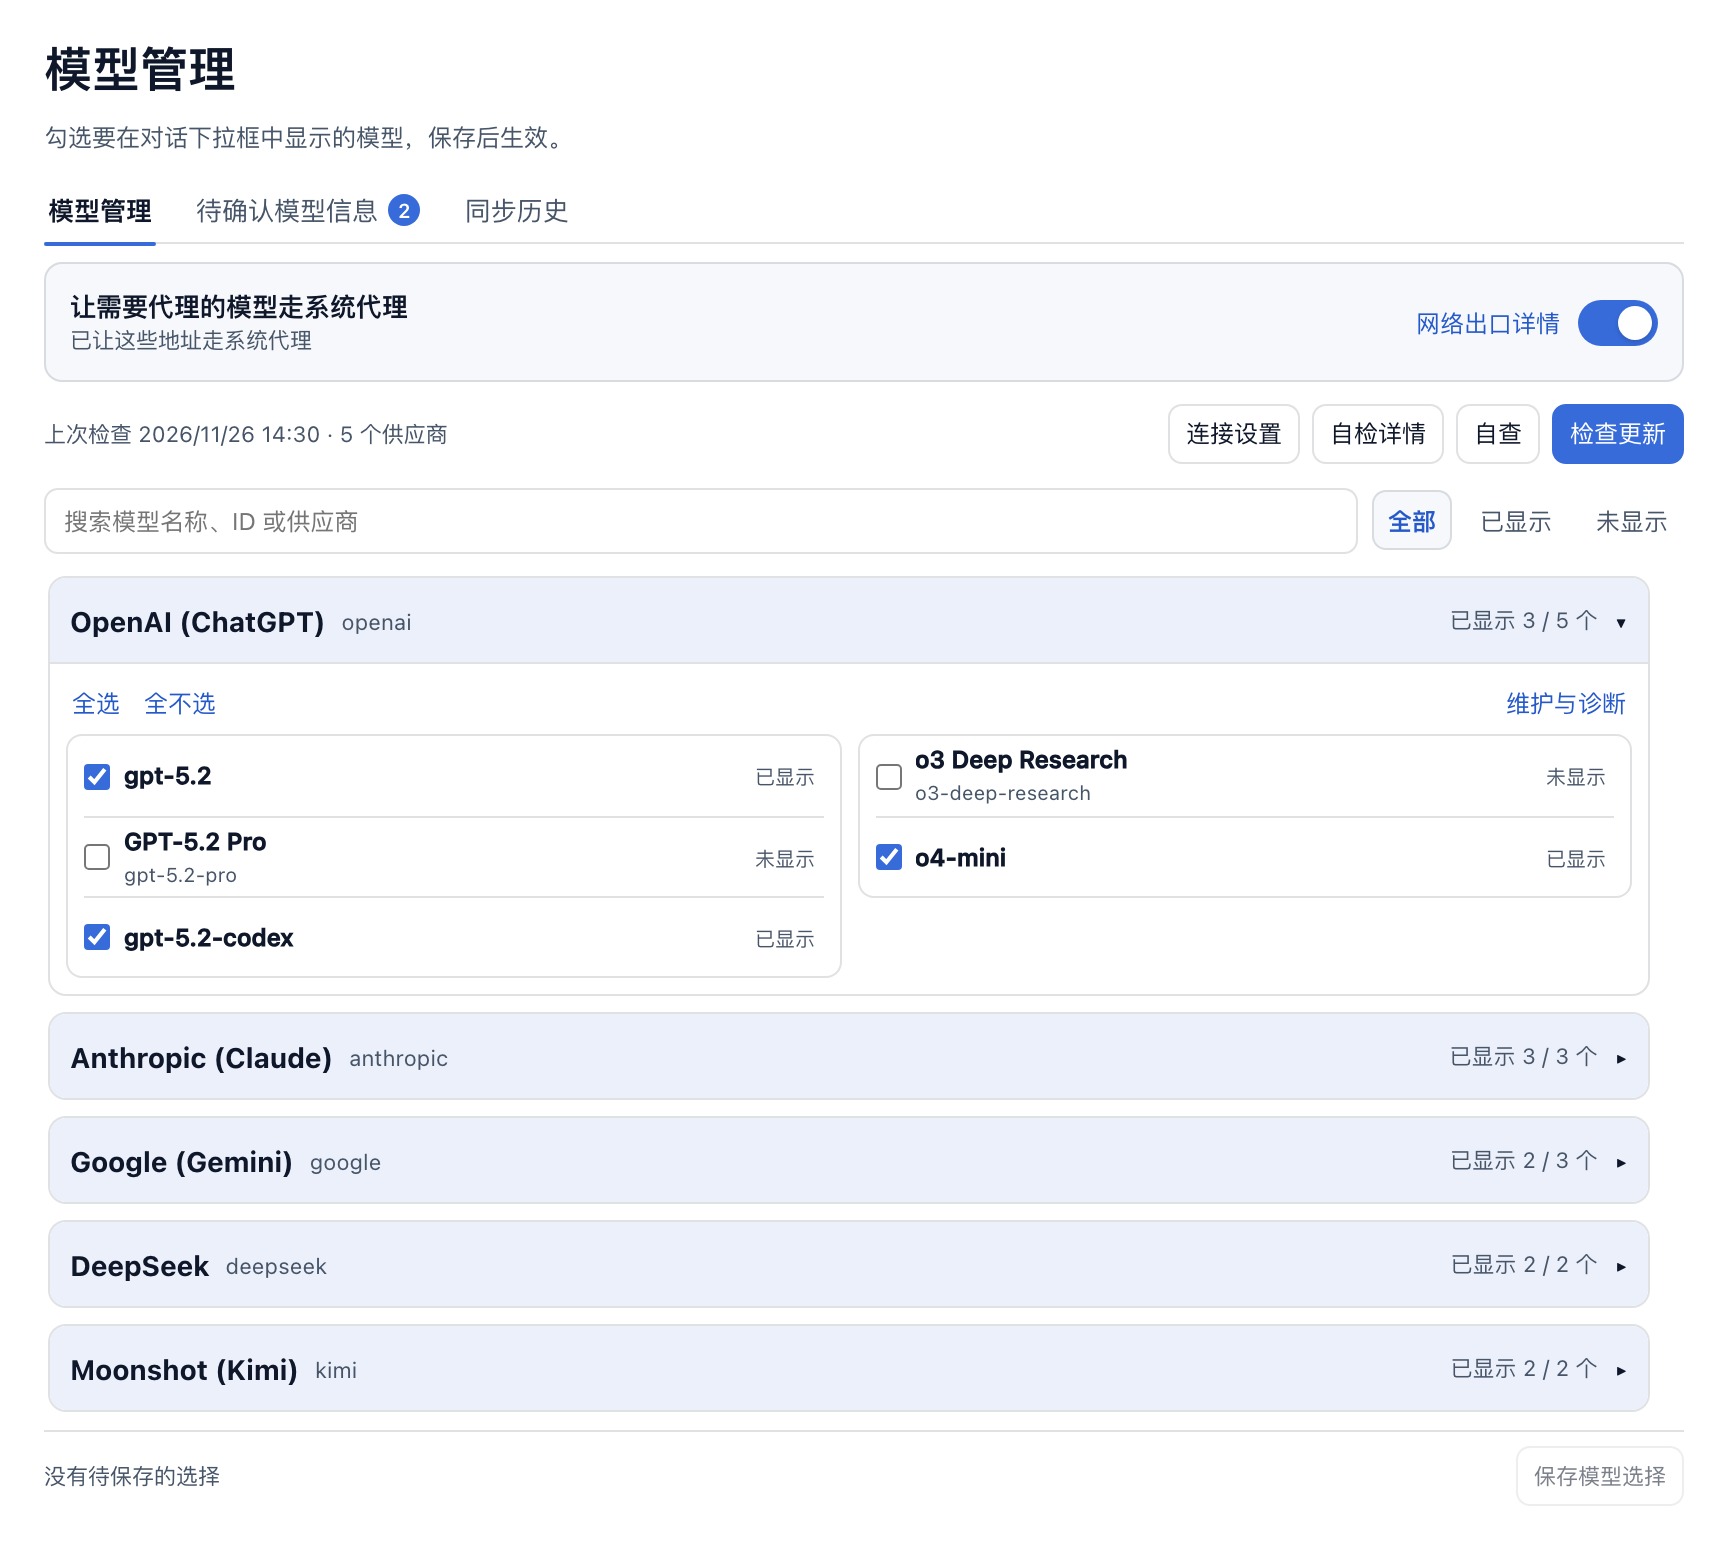 模型管理
勾选要在对话下拉框中显示的模型，保存后生效。
模型管理 待确认模型信息 2 同步历史
让需要代理的模型走系统代理
已让这些地址走系统代理
网络出口详情
上次检查 2026/11/26 14:30 · 5 个供应商
连接设置 自检详情 自查 检查更新
搜索模型名称、ID 或供应商
全部 已显示 未显示
OpenAI (ChatGPT) openai 已显示 3 / 5 个
全选 全不选 维护与诊断
gpt-5.2 已显示
GPT-5.2 Pro
gpt-5.2-pro
未显示
gpt-5.2-codex 已显示
o3 Deep Research
o3-deep-research
未显示
o4-mini 已显示
Anthropic (Claude) anthropic 已显示 3 / 3 个
Google (Gemini) google 已显示 2 / 3 个
DeepSeek deepseek 已显示 2 / 2 个
Moonshot (Kimi) kimi 已显示 2 / 2 个
没有待保存的选择 保存模型选择